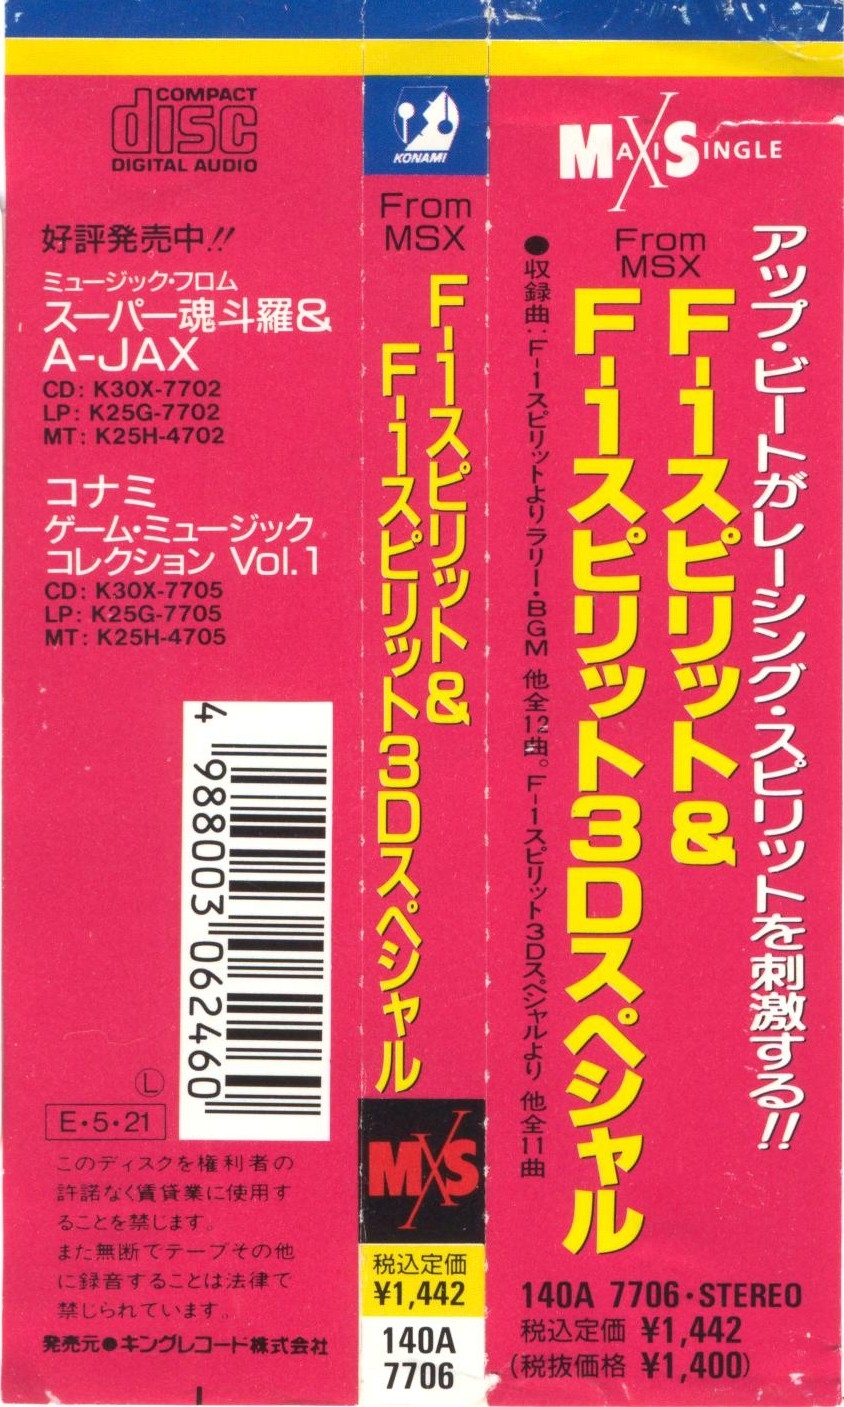 COMPACT
disc
DIGITAL AUDIO
好評発売中!!
ミュージック・フロム
スーパー魂斗羅&
A-JAX
CD: K30X-7702
LP: K25G-7702
MT: K25H-4702
コナミ
ゲーム・ミュージック
コレクション Vol.1
CD: K30X-7705
LP: K25G-7705
MT: K25H-4705
4 988003 062460
Ⓛ
E・5・21
このディスクを権利者の
許諾なく賃貸業に使用す
ることを禁じます。
また無断でテープその他
に録音することは法律で
禁じられています。
発売元●キングレコード株式会社
KONAMI
From
MSX
F-1スピリット&
F-1スピリット3Dスペシャル
MXS
税込定価
¥1,442
140A
7706
MAXI SINGLE
アップ・ビートがレーシング・スピリットを刺激する!!
From
MSX
F-1スピリット&
F-1スピリット3Dスペシャル
●収録曲:F-1スピリットよりラリー・BGM 他全12曲。F-1スピリット3Dスペシャルより 他全11曲
140A 7706・STEREO
税込定価 ¥1,442
(税抜価格 ¥1,400)